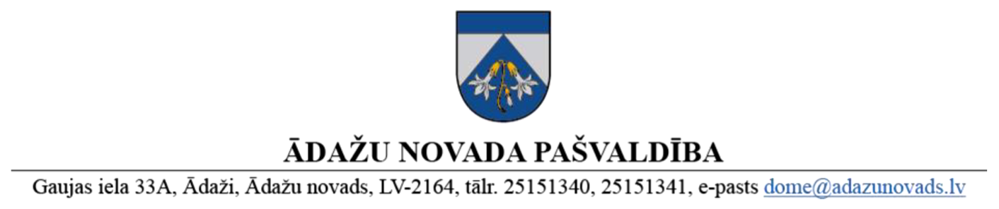 ĀDAŽU NOVADA PAŠVALDĪBA
Gaujas iela 33A, Ādaži, Ādažu novads, LV-2164, tālr. 25151340, 25151341, e-pasts dome@adazunovads.lv